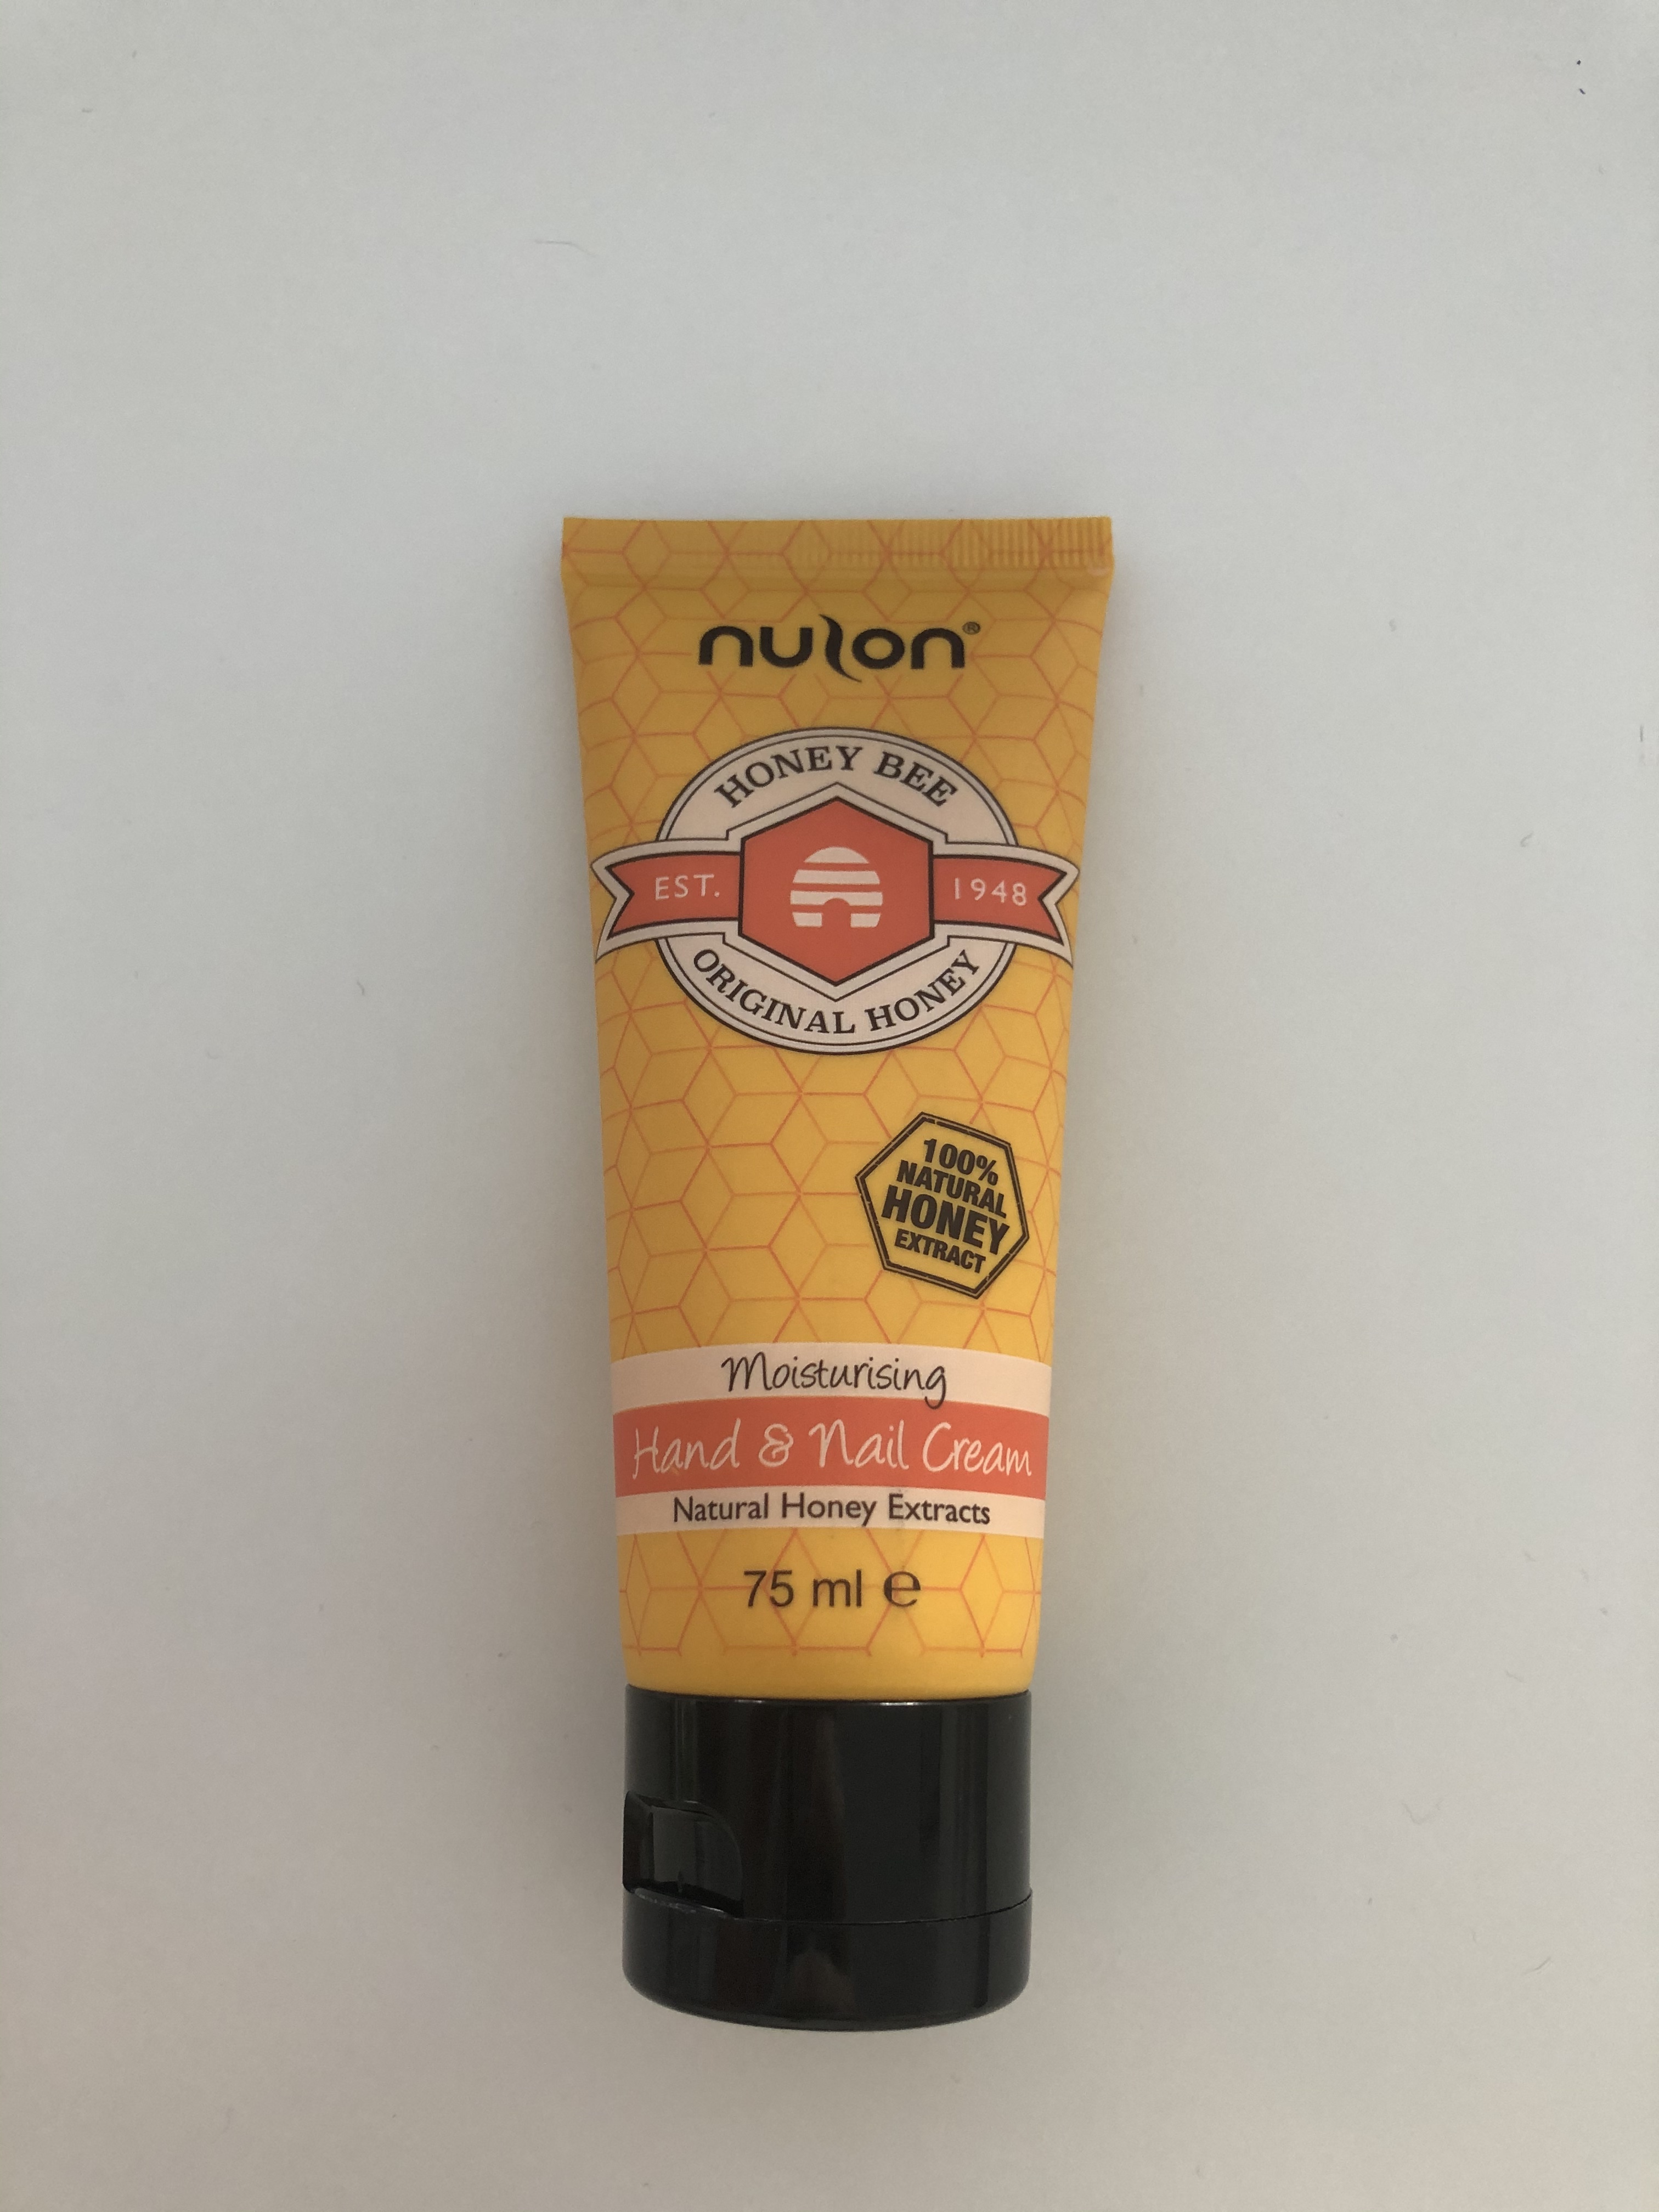 nulon®
HONEY BEE
EST. 1948
ORIGINAL HONEY
100%
NATURAL
HONEY
EXTRACT
Moisturising
Hand & Nail Cream
Natural Honey Extracts
75 ml ℮